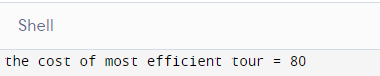 Shell
the cost of most efficient tour = 80